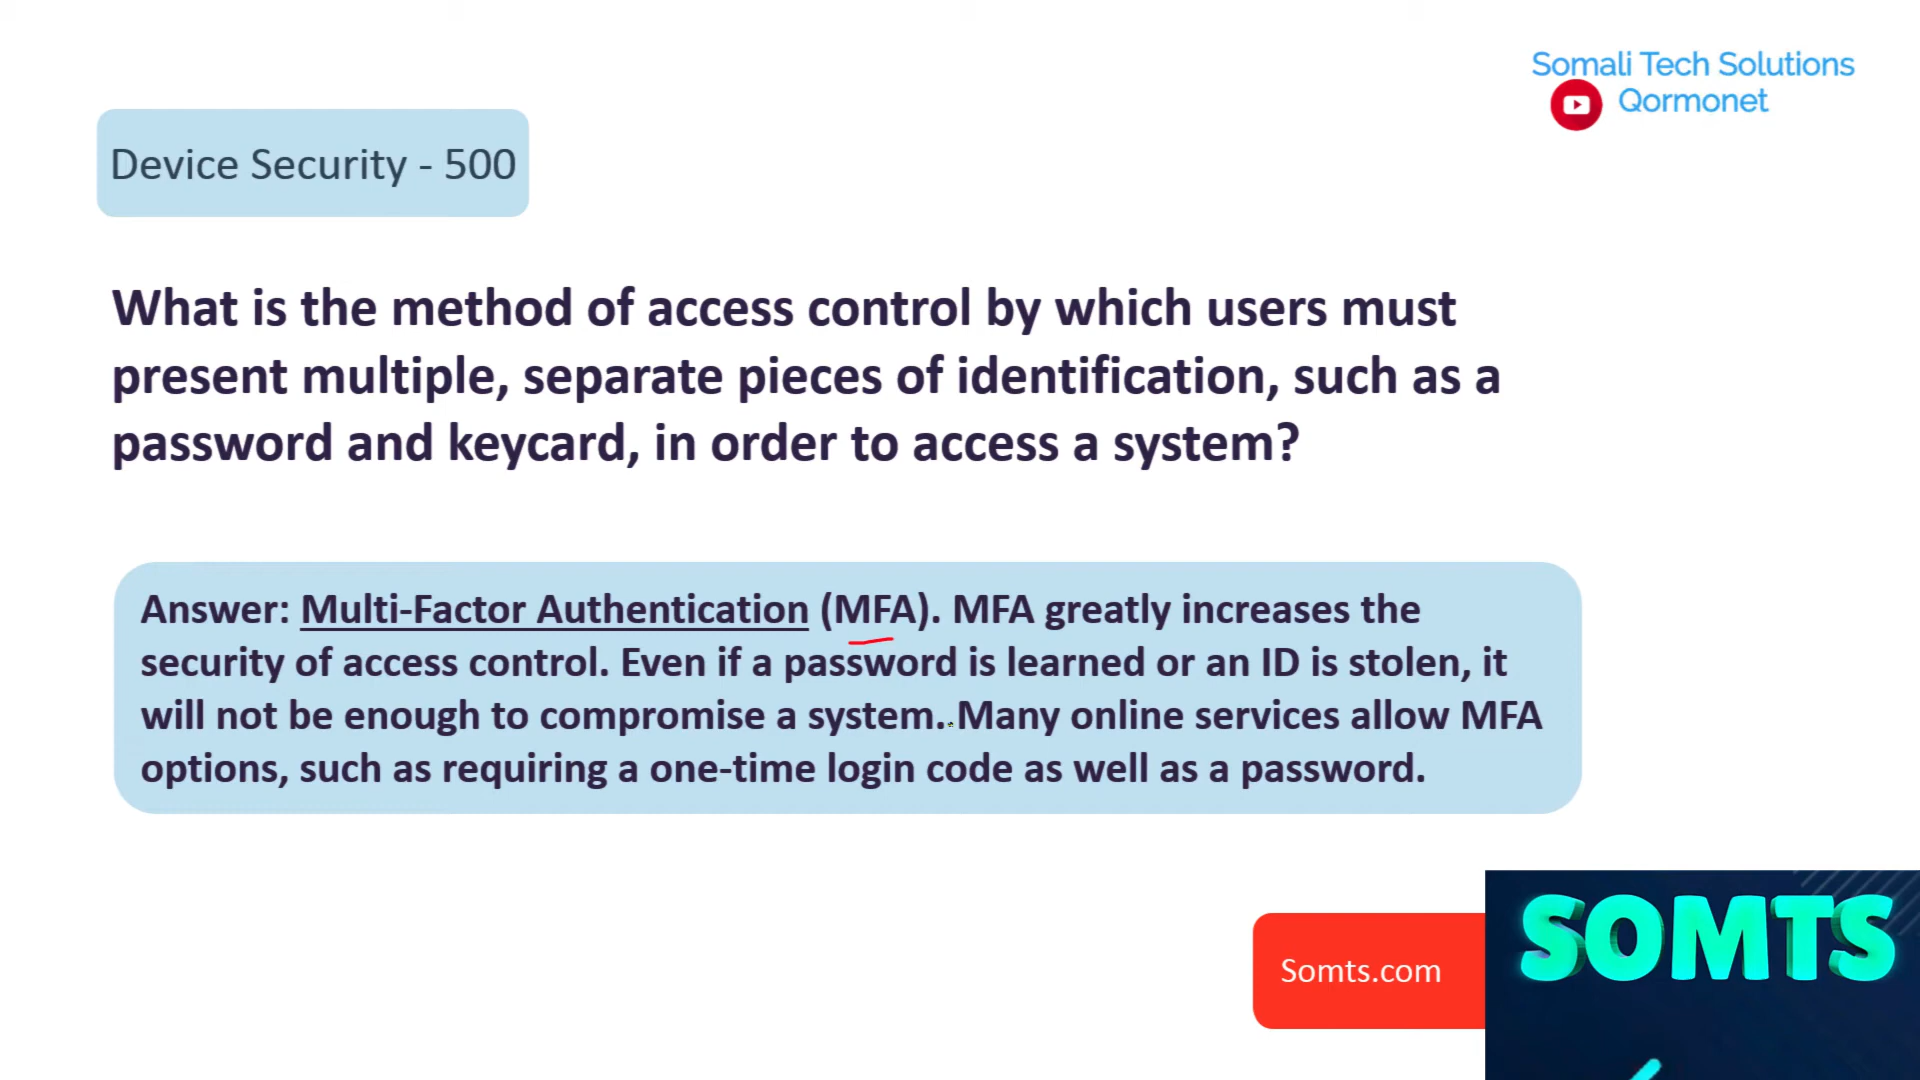 Somali Tech Solutions
Qormonet
Device Security - 500
What is the method of access control by which users must
present multiple, separate pieces of identification, such as a
password and keycard, in order to access a system?
Answer: Multi-Factor Authentication (MFA). MFA greatly increases the
security of access control. Even if a password is learned or an ID is stolen, it
will not be enough to compromise a system. Many online services allow MFA
options, such as requiring a one-time login code as well as a password.
Somts.com
SOMTS